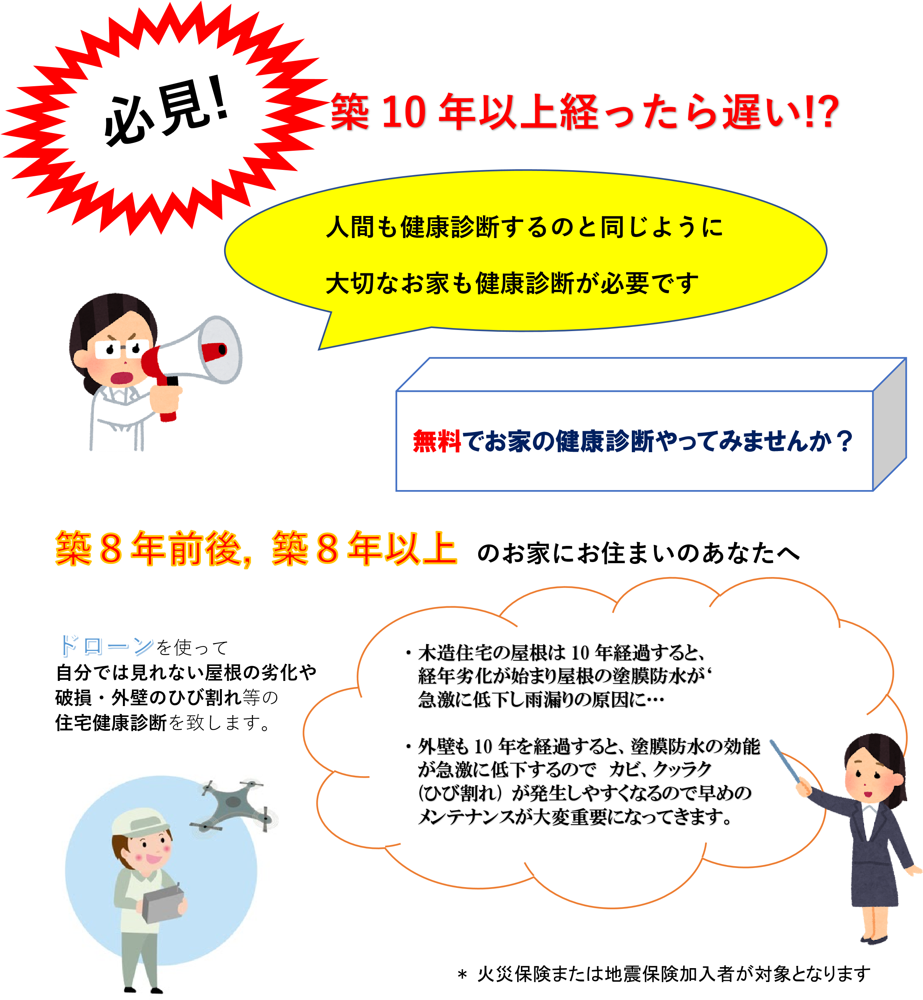 必見!
築 10 年以上経ったら遅い!?
人間も健康診断するのと同じように
大切なお家も健康診断が必要です
無料でお家の健康診断やってみませんか？
築８年前後, 築８年以上 のお家にお住まいのあなたへ
ドローンを使って
自分では見れない屋根の劣化や
破損・外壁のひび割れ等の
住宅健康診断を致します。
・木造住宅の屋根は 10 年経過すると、
経年劣化が始まり屋根の塗膜防水が‘
急激に低下し雨漏りの原因に…
・外壁も 10 年を経過すると、塗膜防水の効能
が急激に低下するので　カビ、クッラク
（ひび割れ）が発生しやすくなるので早めの
メンテナンスが大変重要になってきます。
* 火災保険または地震保険加入者が対象となります